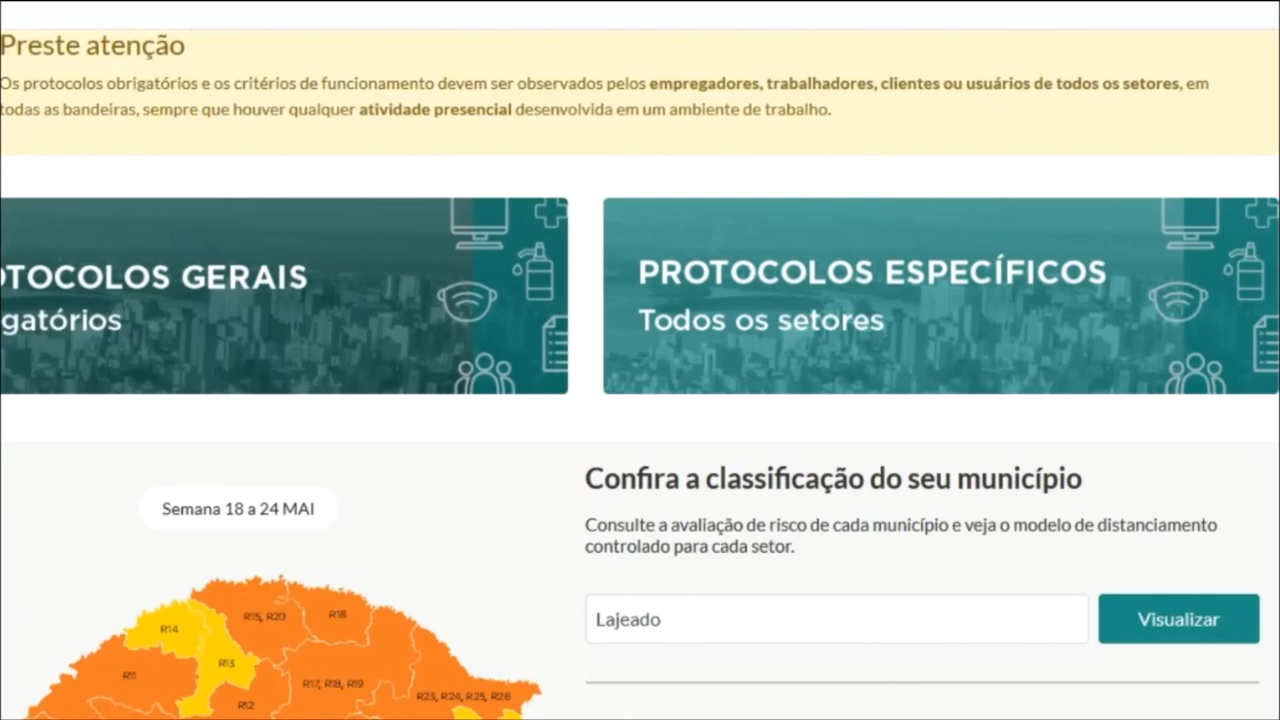 Preste atenção
Os protocolos obrigatórios e os critérios de funcionamento devem ser observados pelos empregadores, trabalhadores, clientes ou usuários de todos os setores, em
todas as bandeiras, sempre que houver qualquer atividade presencial desenvolvida em um ambiente de trabalho.
OTOCOLOS GERAIS
gatórios
PROTOCOLOS ESPECÍFICOS
Todos os setores
Semana 18 a 24 MAI
Confira a classificação do seu município
Consulte a avaliação de risco de cada município e veja o modelo de distanciamento
controlado para cada setor.
Lajeado
Visualizar
R15, R20
R16
R14
R13
R11
R17, R18, R19
R12
R23, R24, R25, R26